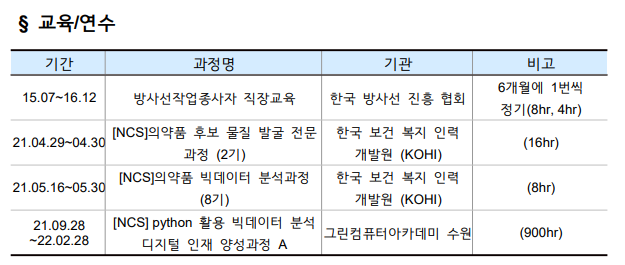 § 교육/연수
기간 과정명 기관 비고
15.07~16.12 방사선작업종사자 직장교육 한국 방사선 진흥 협회 6개월에 1번씩
정기(8hr, 4hr)
21.04.29~04.30 [NCS]의약품 후보 물질 발굴 전문
과정 (2기) 한국 보건 복지 인력
개발원 (KOHI) (16hr)
21.05.16~05.30 [NCS]의약품 빅데이터 분석과정
(8기) 한국 보건 복지 인력
개발원 (KOHI) (8hr)
21.09.28
~22.02.28 [NCS] python 활용 빅데이터 분석
디지털 인재 양성과정 A 그린컴퓨터아카데미 수원 (900hr)